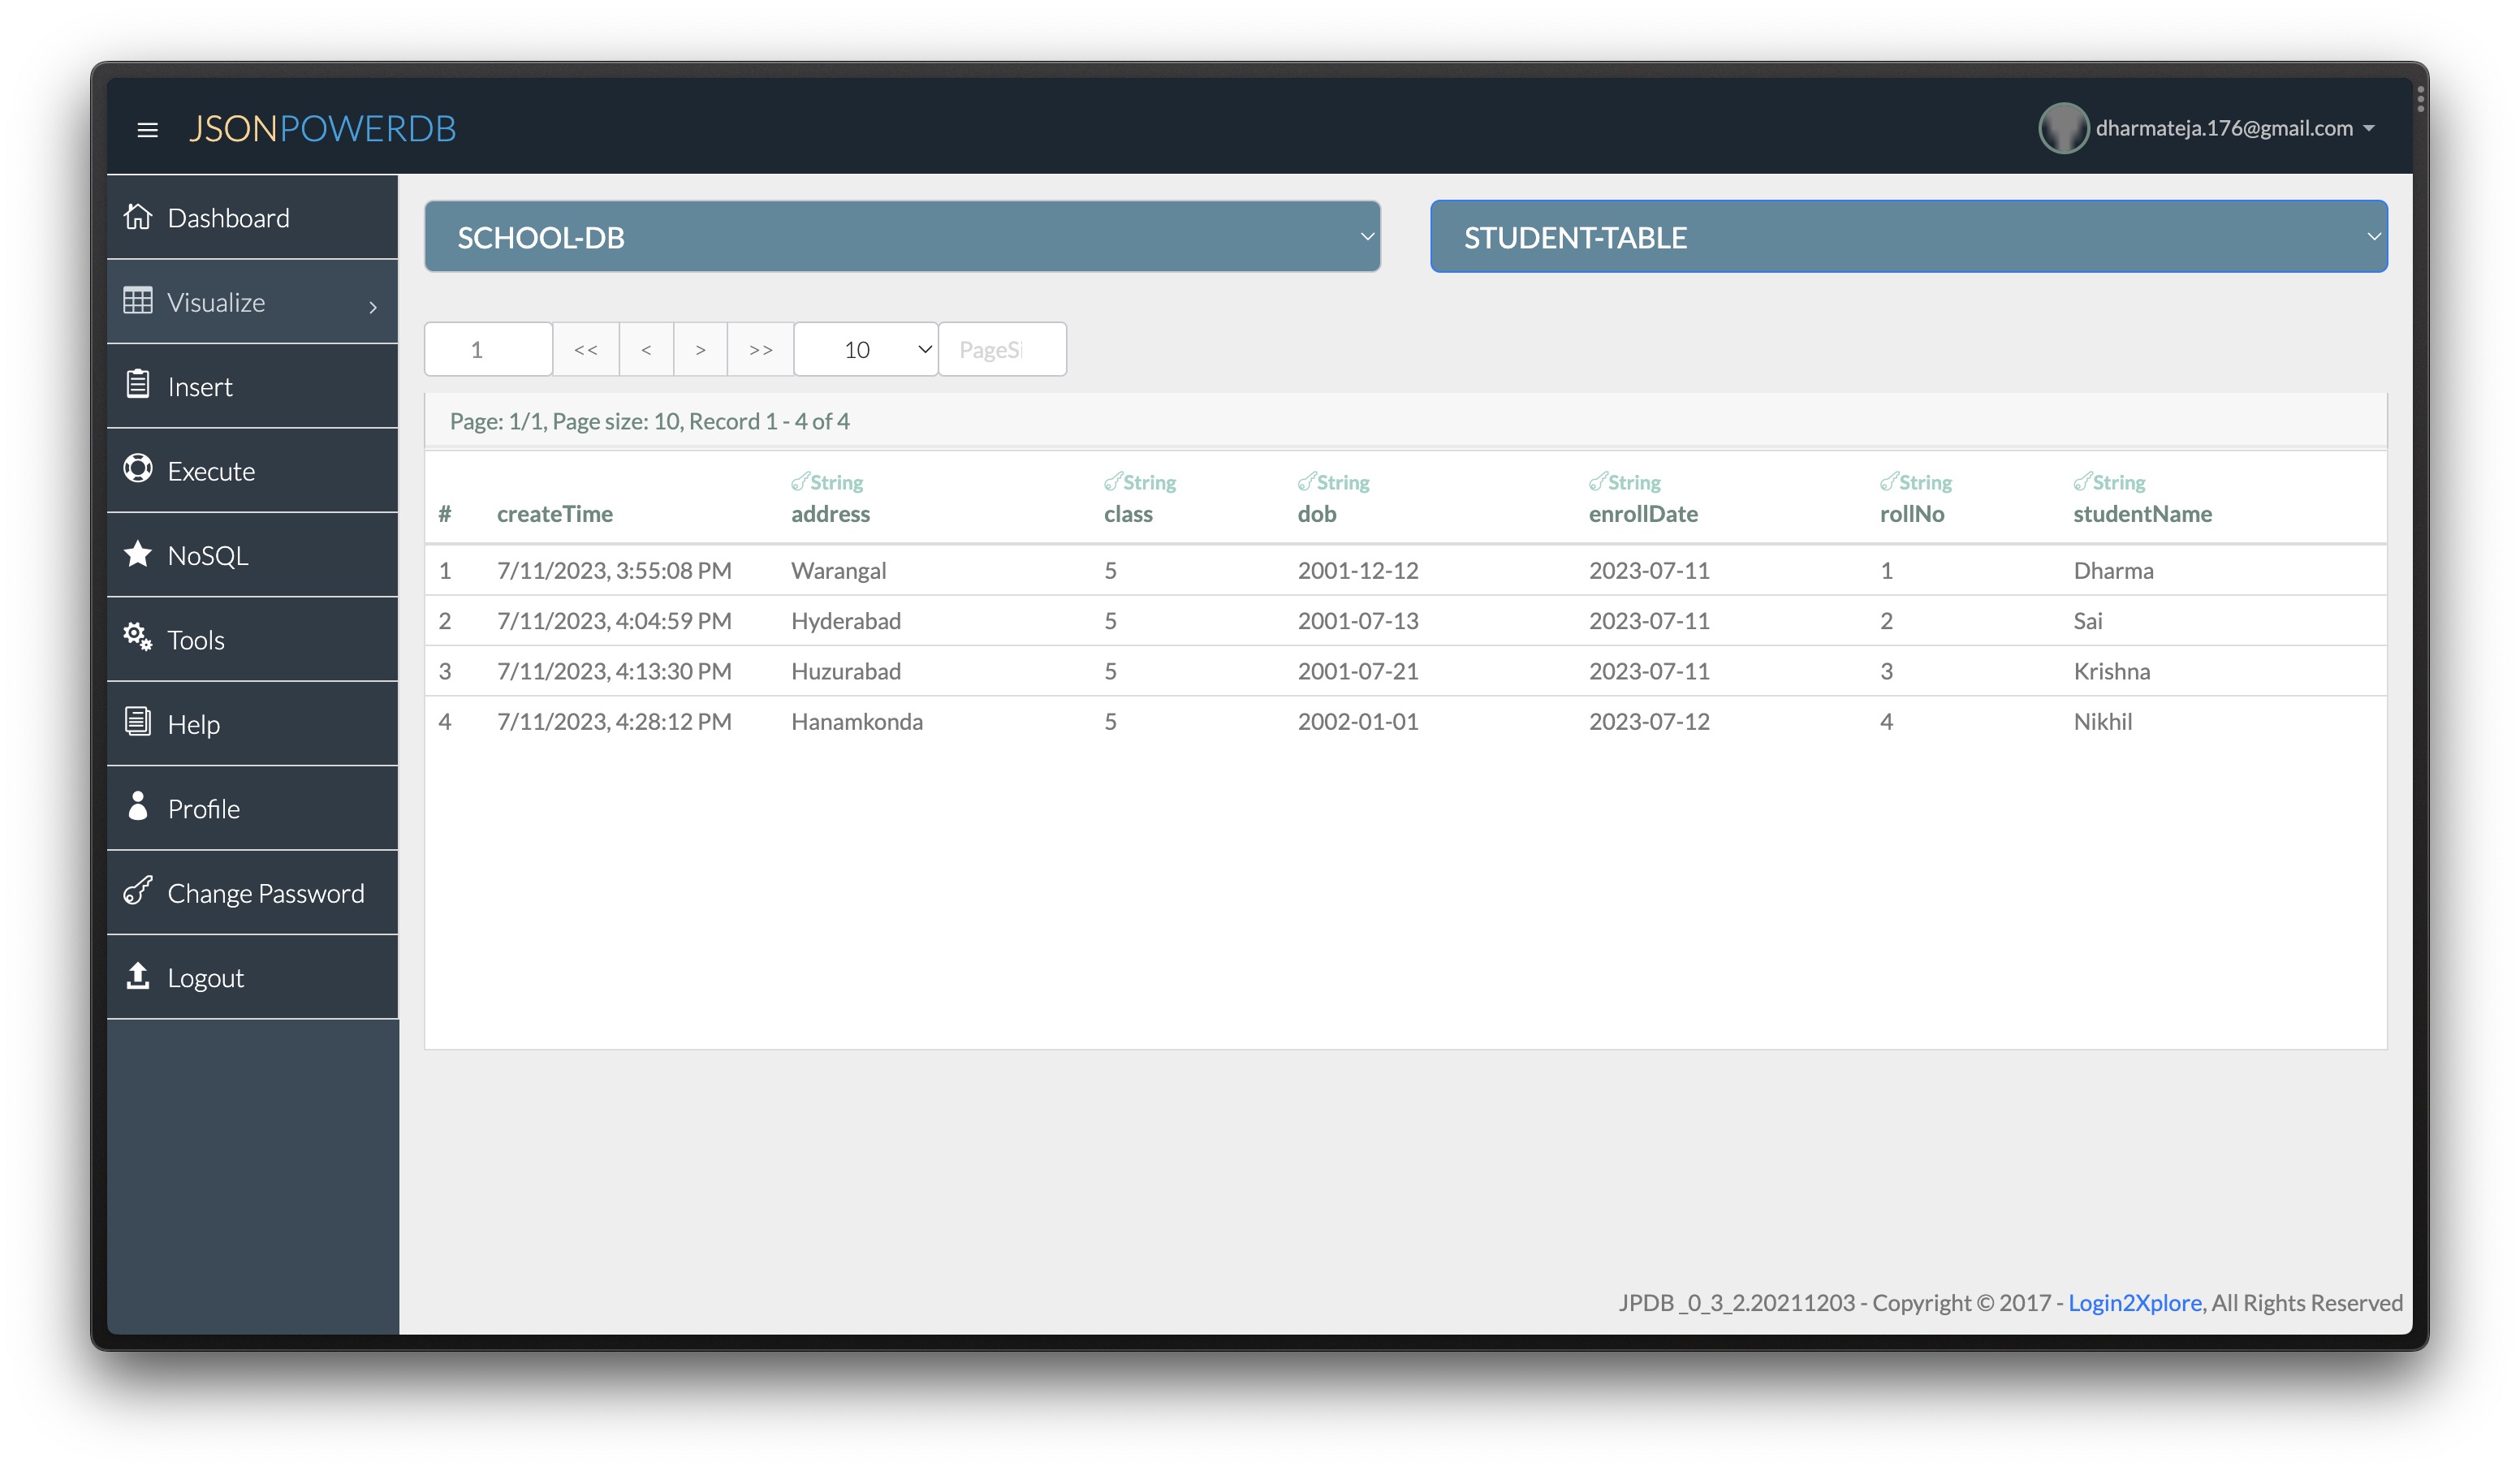 JSONPOWERDB
dharmateja.176@gmail.com
Dashboard
Visualize
Insert
Execute
NoSQL
Tools
Help
Profile
Change Password
Logout
SCHOOL-DB
STUDENT-TABLE
1 << < > >> 10 PageSi
Page: 1/1, Page size: 10, Record 1 - 4 of 4
String String String String String String
# createTime address class dob enrollDate rollNo studentName
1 7/11/2023, 3:55:08 PM Warangal 5 2001-12-12 2023-07-11 1 Dharma
2 7/11/2023, 4:04:59 PM Hyderabad 5 2001-07-13 2023-07-11 2 Sai
3 7/11/2023, 4:13:30 PM Huzurabad 5 2001-07-21 2023-07-11 3 Krishna
4 7/11/2023, 4:28:12 PM Hanamkonda 5 2002-01-01 2023-07-12 4 Nikhil
JPDB _0_3_2.20211203 - Copyright © 2017 - Login2Xplore, All Rights Reserved